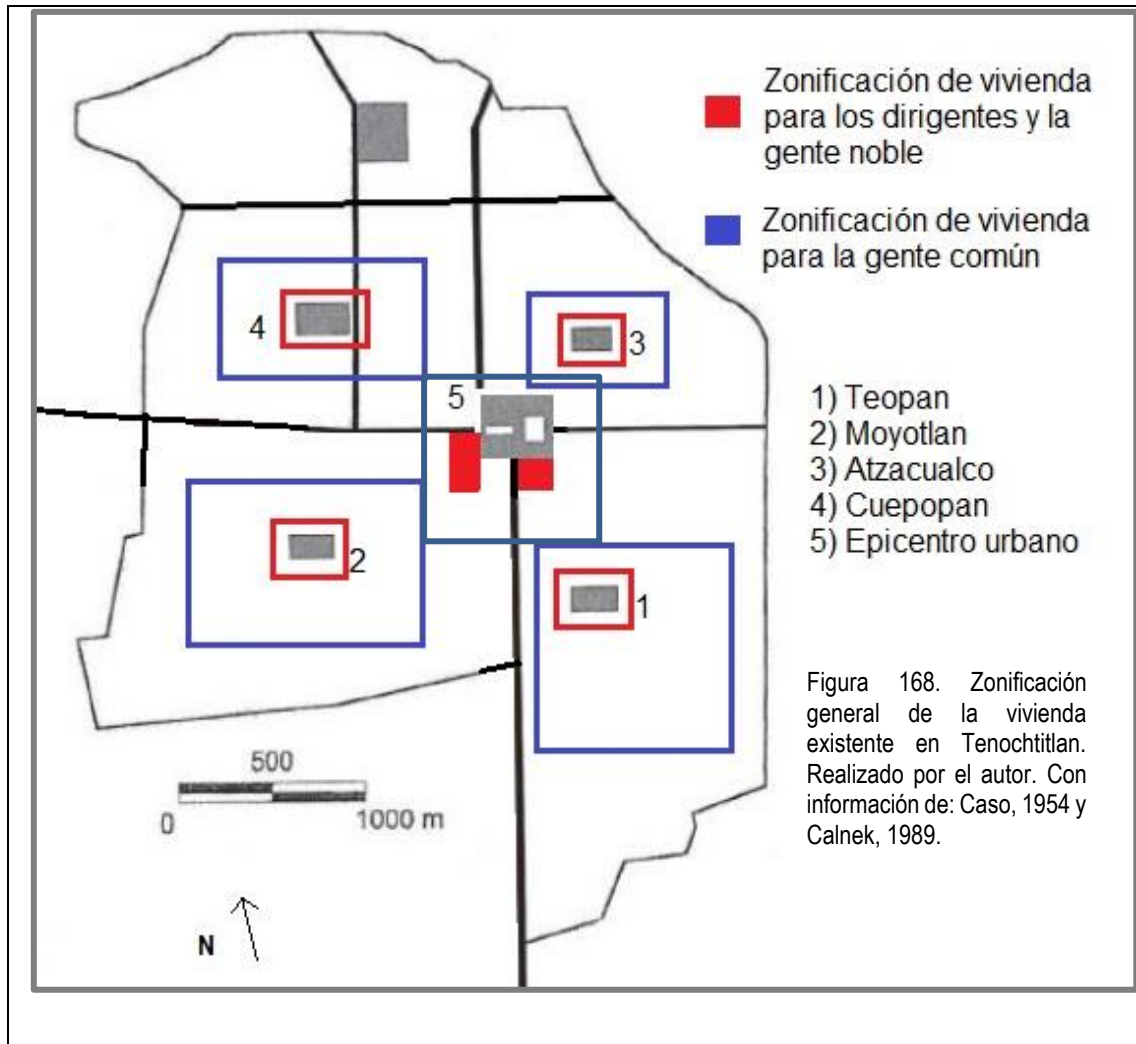 Zonificación de vivienda
para los dirigentes y la
gente noble
Zonificación de vivienda
para la gente común
4
3
5
1) Teopan
2) Moyotlan
3) Atzacualco
4) Cuepopan
5) Epicentro urbano
2
1
Figura 168. Zonificación
general de la vivienda
existente en Tenochtitlan.
Realizado por el autor. Con
información de: Caso, 1954 y
Calnek, 1989.
500
0
1000 m
N